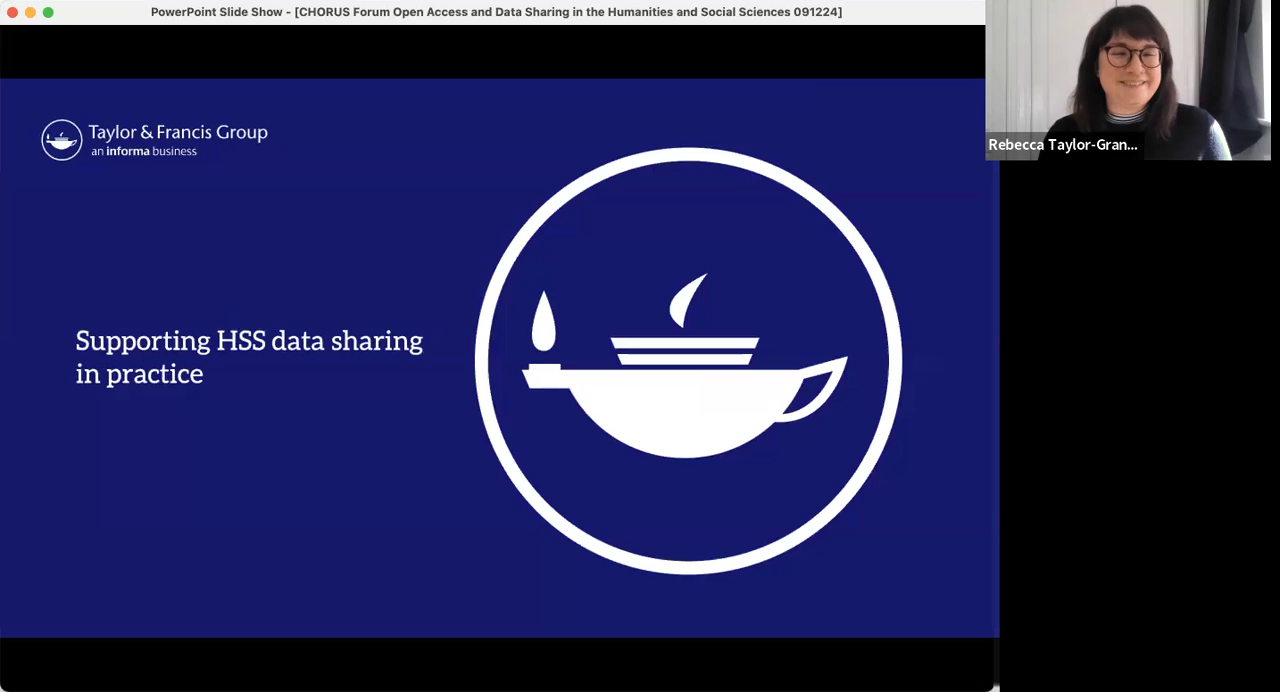 PowerPoint Slide Show - [CHORUS Forum Open Access and Data Sharing in the Humanities and Social Sciences 091224]
Taylor & Francis Group
an informa business
Supporting HSS data sharing
in practice
Rebecca Taylor-Gran...